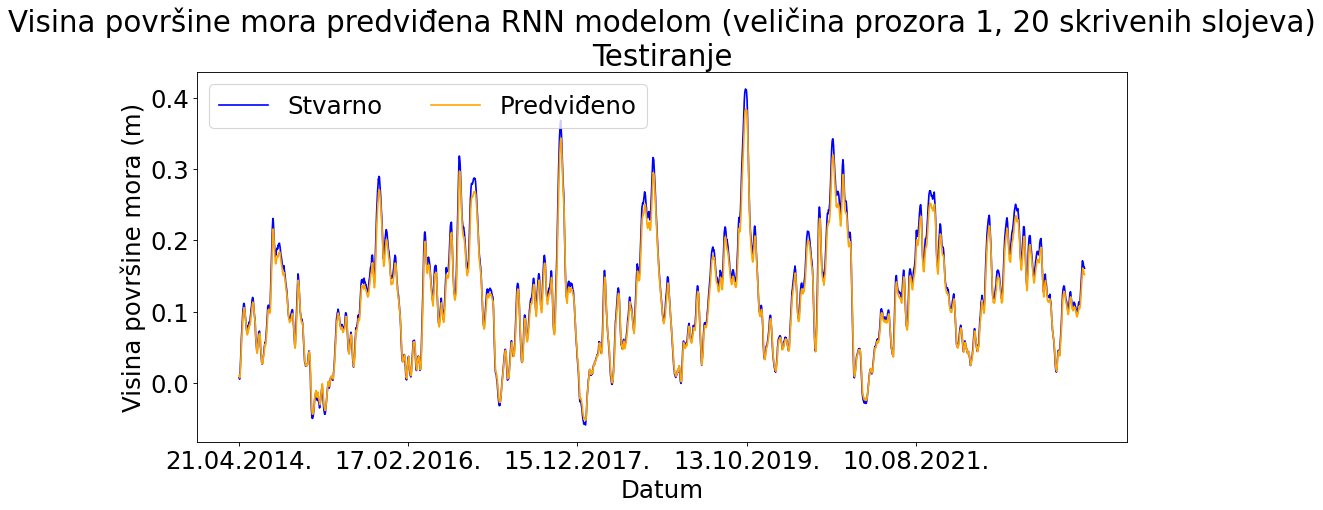 Visina površine mora predviđena RNN modelom (veličina prozora 1, 20 skrivenih slojeva)
Testiranje
Stvarno Predviđeno
Visina površine mora (m)
0.4
0.3
0.2
0.1
0.0
21.04.2014. 17.02.2016. 15.12.2017. 13.10.2019. 10.08.2021.
Datum